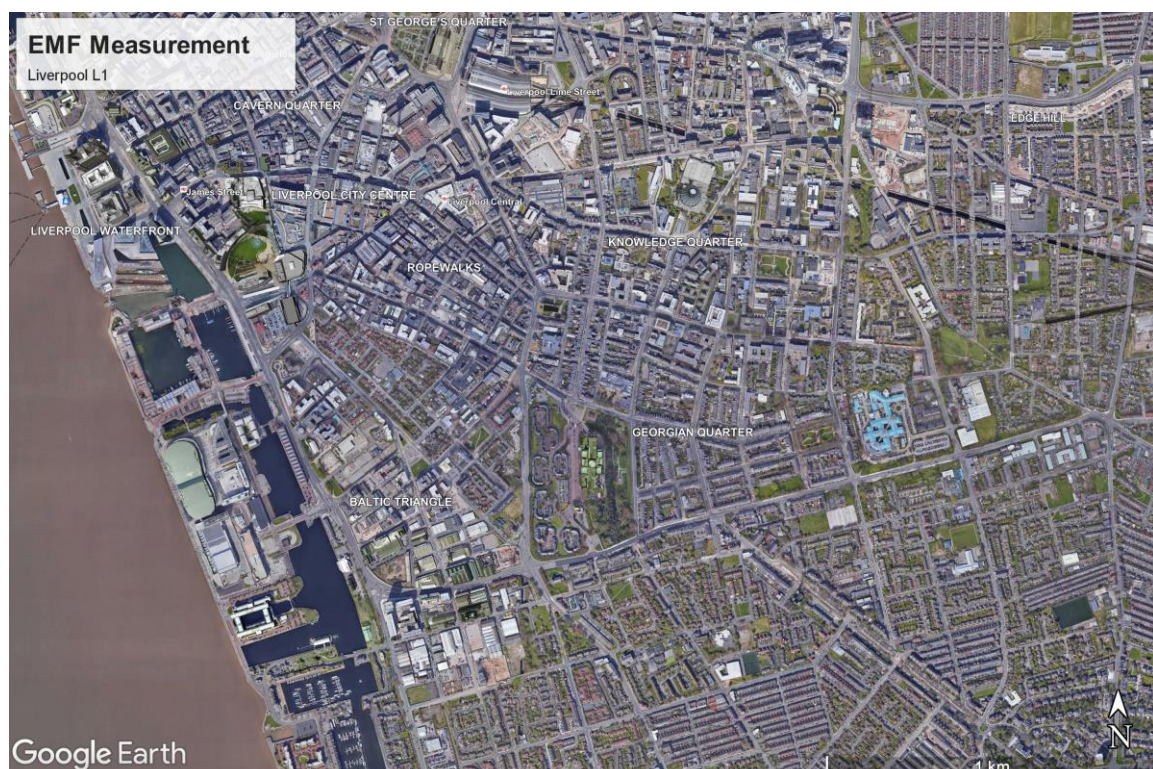 ST GEORGE'S QUARTER
EMF Measurement
Liverpool L1
Liverpool Lime Street
CAVERN QUARTER
EDGE HILL
James Street
LIVERPOOL CITY CENTRE
Liverpool Central
LIVERPOOL WATERFRONT
KNOWLEDGE QUARTER
ROPEWALKS
GEORGIAN QUARTER
BALTIC TRIANGLE
N
Google Earth
1 km